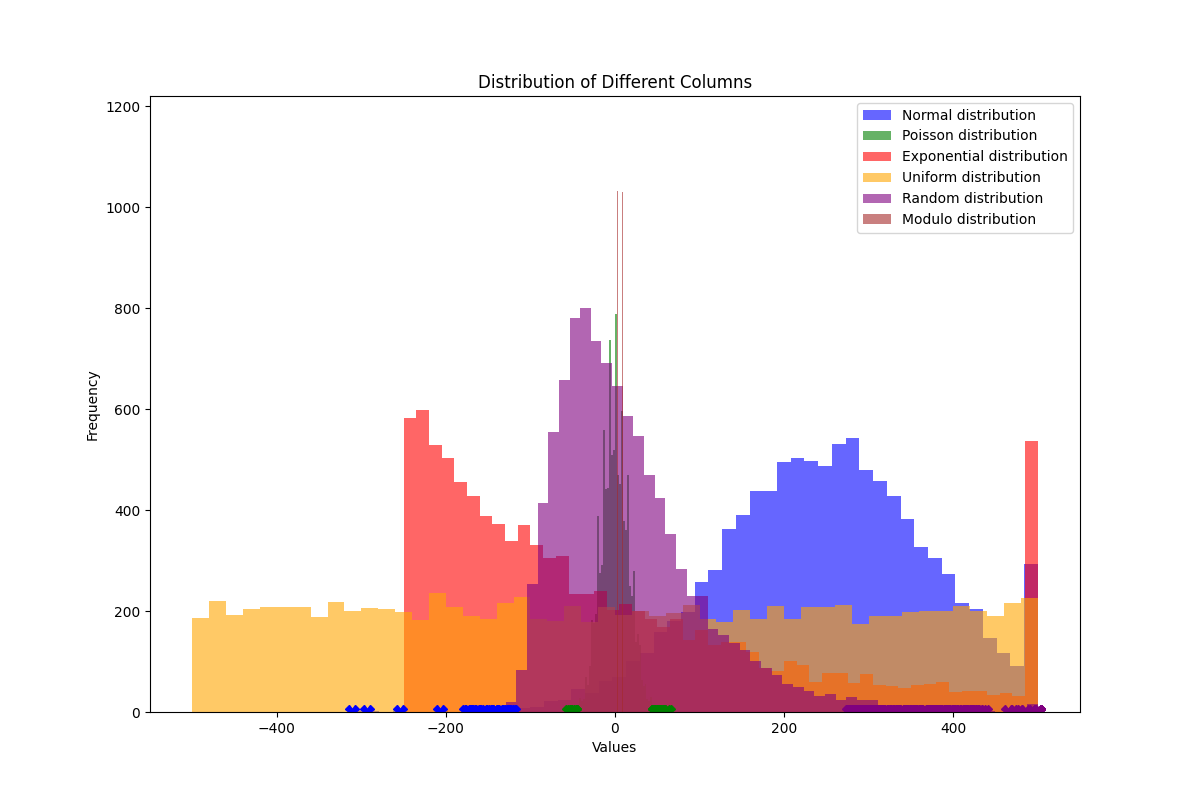 Distribution of Different Columns
1200
1000
800
600
400
200
0
Frequency
Normal distribution
Poisson distribution
Exponential distribution
Uniform distribution
Random distribution
Modulo distribution
−400
−200
0
200
400
Values